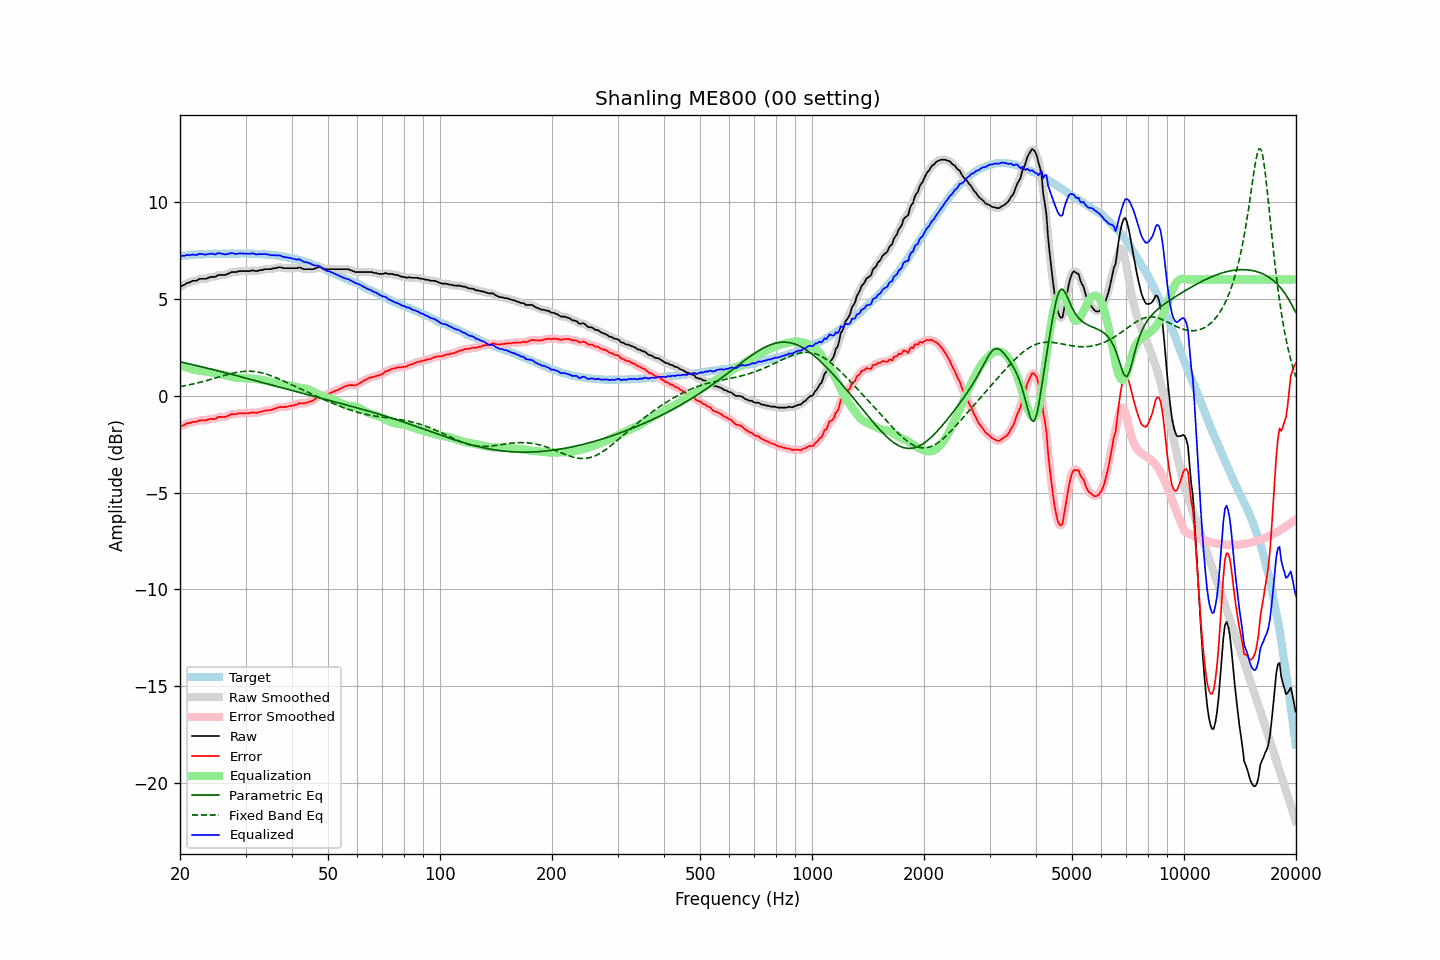 Shanling ME800 (00 setting)
Amplitude (dBr)
10
5
0
−5
−10
−15
−20
Target
Raw Smoothed
Error Smoothed
Raw
Error
Equalization
Parametric Eq
Fixed Band Eq
Equalized
20 50 100 200 500 1000 2000 5000 10000 20000
Frequency (Hz)